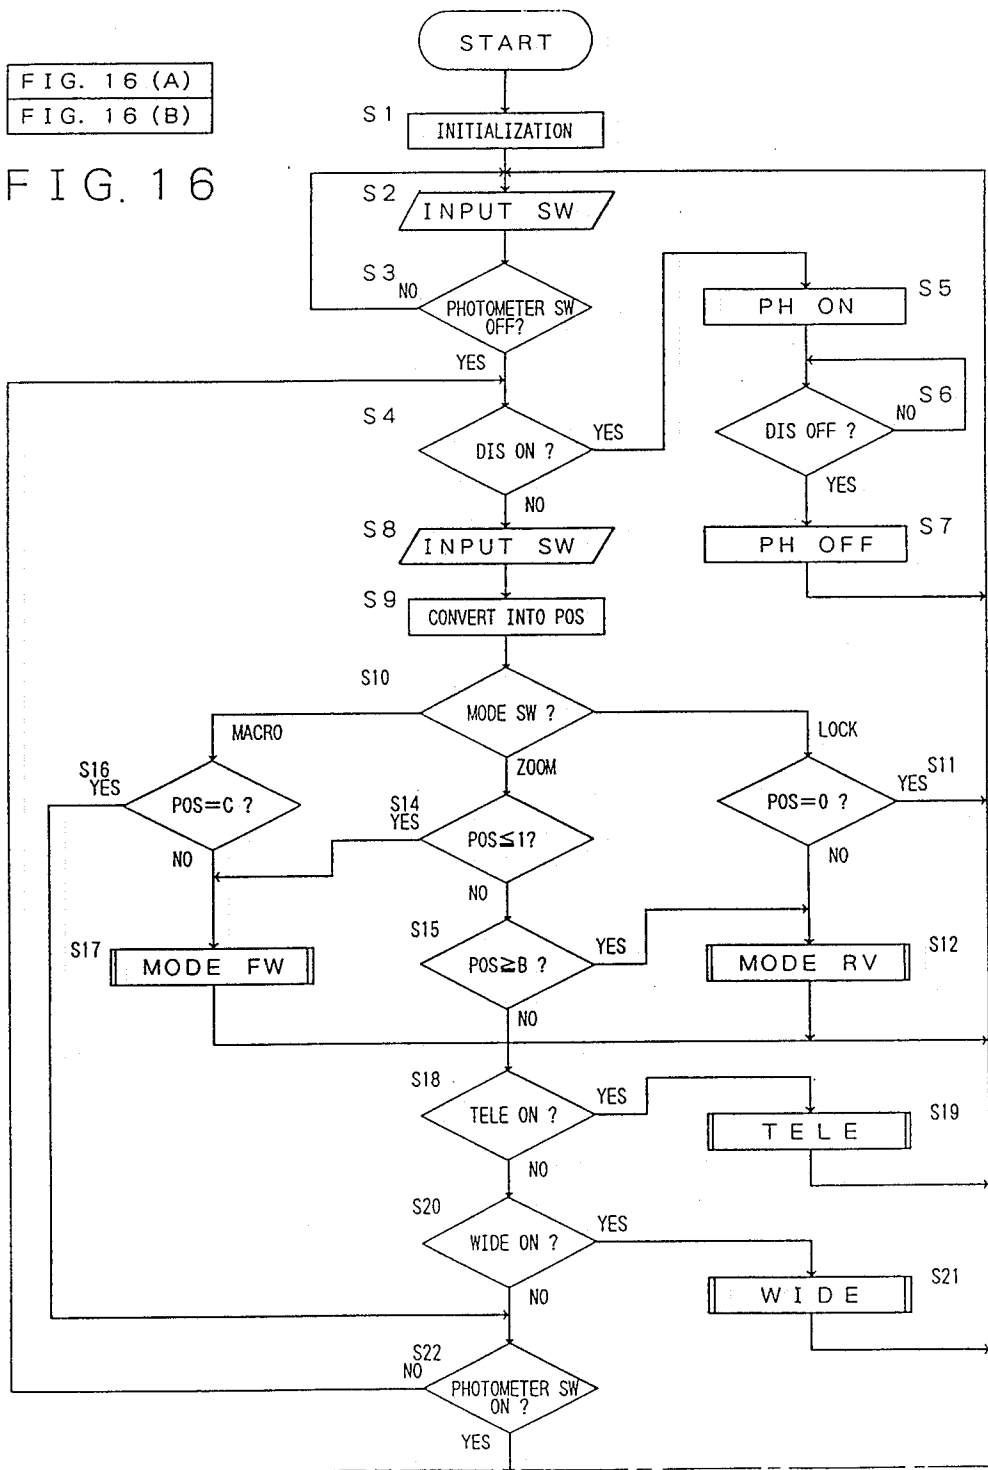 START
FIG. 16 (A)
FIG. 16 (B)
FIG. 16
S1
INITIALIZATION
S2
INPUT SW
S3
NO
PHOTOMETER SW
OFF?
YES
S4
DIS ON ?
YES
NO
S5
PH ON
S6
NO
DIS OFF ?
YES
S7
PH OFF
S8
INPUT SW
S9
CONVERT INTO POS
S10
MODE SW ?
MACRO
ZOOM
LOCK
S16
YES
POS=C ?
NO
S14
YES
POS≦1?
NO
S11
YES
POS=0 ?
NO
S15
POS≧B ?
YES
NO
S17
MODE FW
S12
MODE RV
S18
TELE ON ?
YES
NO
S19
TELE
S20
WIDE ON ?
YES
NO
S21
WIDE
S22
NO
PHOTOMETER SW
ON ?
YES